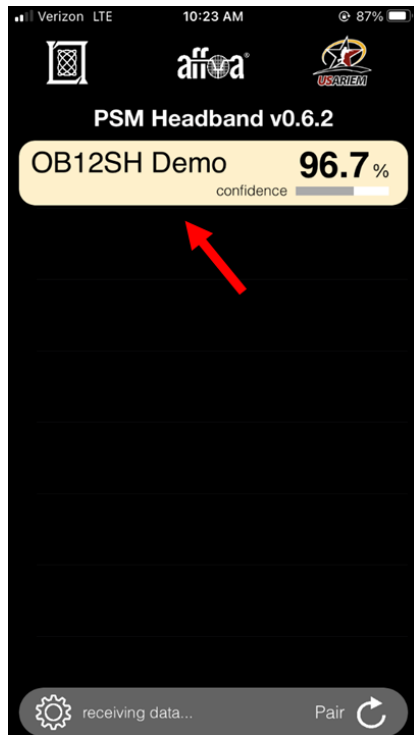 Verizon LTE 10:23 AM 87%
affoa
USARIEM
PSM Headband v0.6.2
OB12SH Demo 96.7 %
confidence
receiving data... Pair